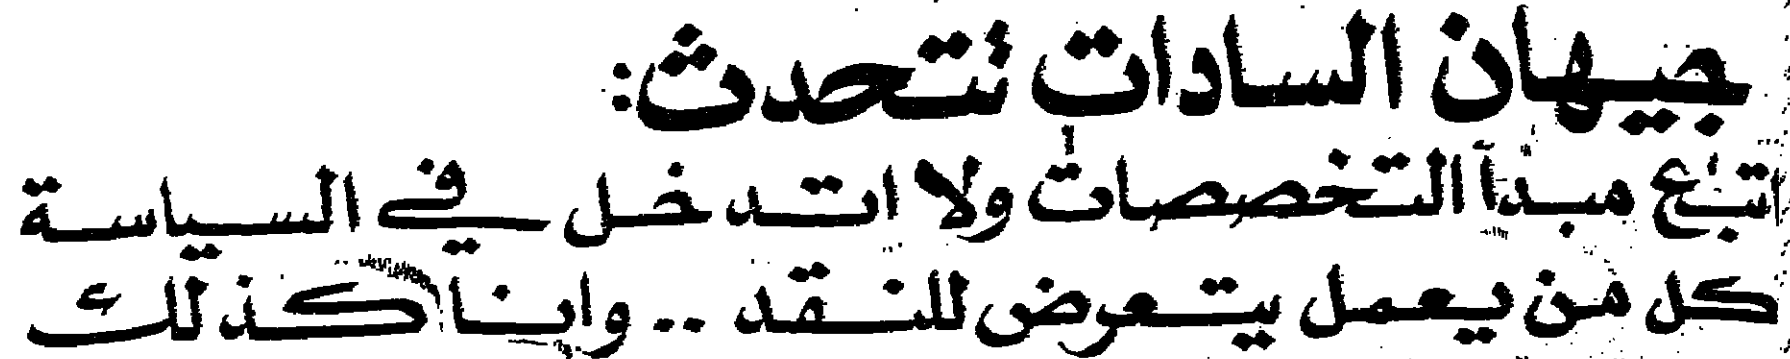 جيهان السادات تتحدث:
اتبع مبدأ التخصصات ولا اتدخل في السياسة
كل من يعمل يتعرض للنقد .. وانا كذلك